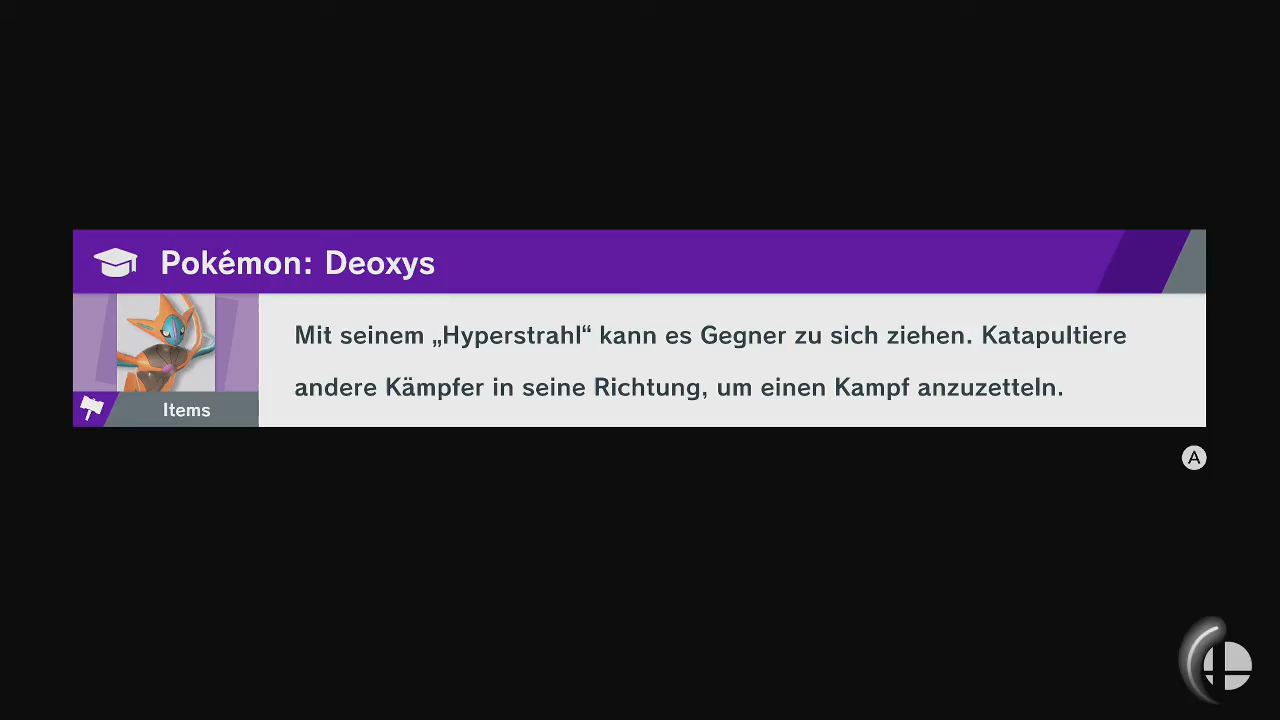 Pokémon: Deoxys
Mit seinem „Hyperstrahl“ kann es Gegner zu sich ziehen. Katapultiere
andere Kämpfer in seine Richtung, um einen Kampf anzuzetteln.
Items
A